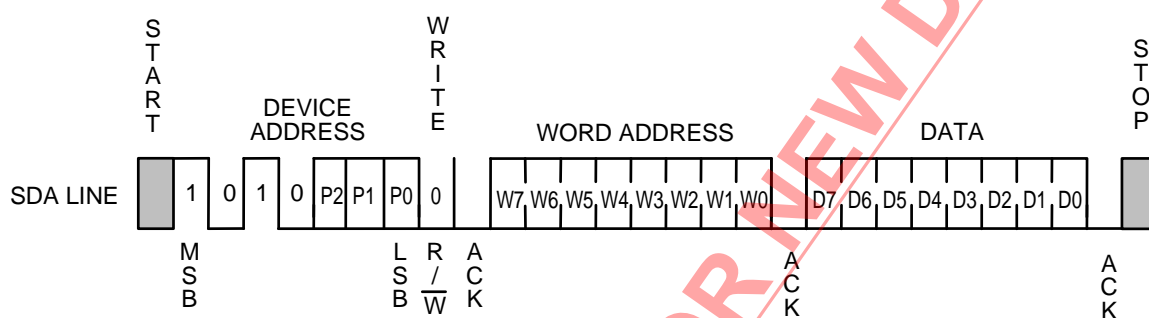 START
WRITE
STOP
DEVICE
ADDRESS
WORD ADDRESS
DATA
SDA LINE
1 0 1 0 P2 P1 P0 0 W7 W6 W5 W4 W3 W2 W1 W0 D7 D6 D5 D4 D3 D2 D1 D0
MSB
LSB
R/W̅
ACK
ACK
ACK
OR NEW D